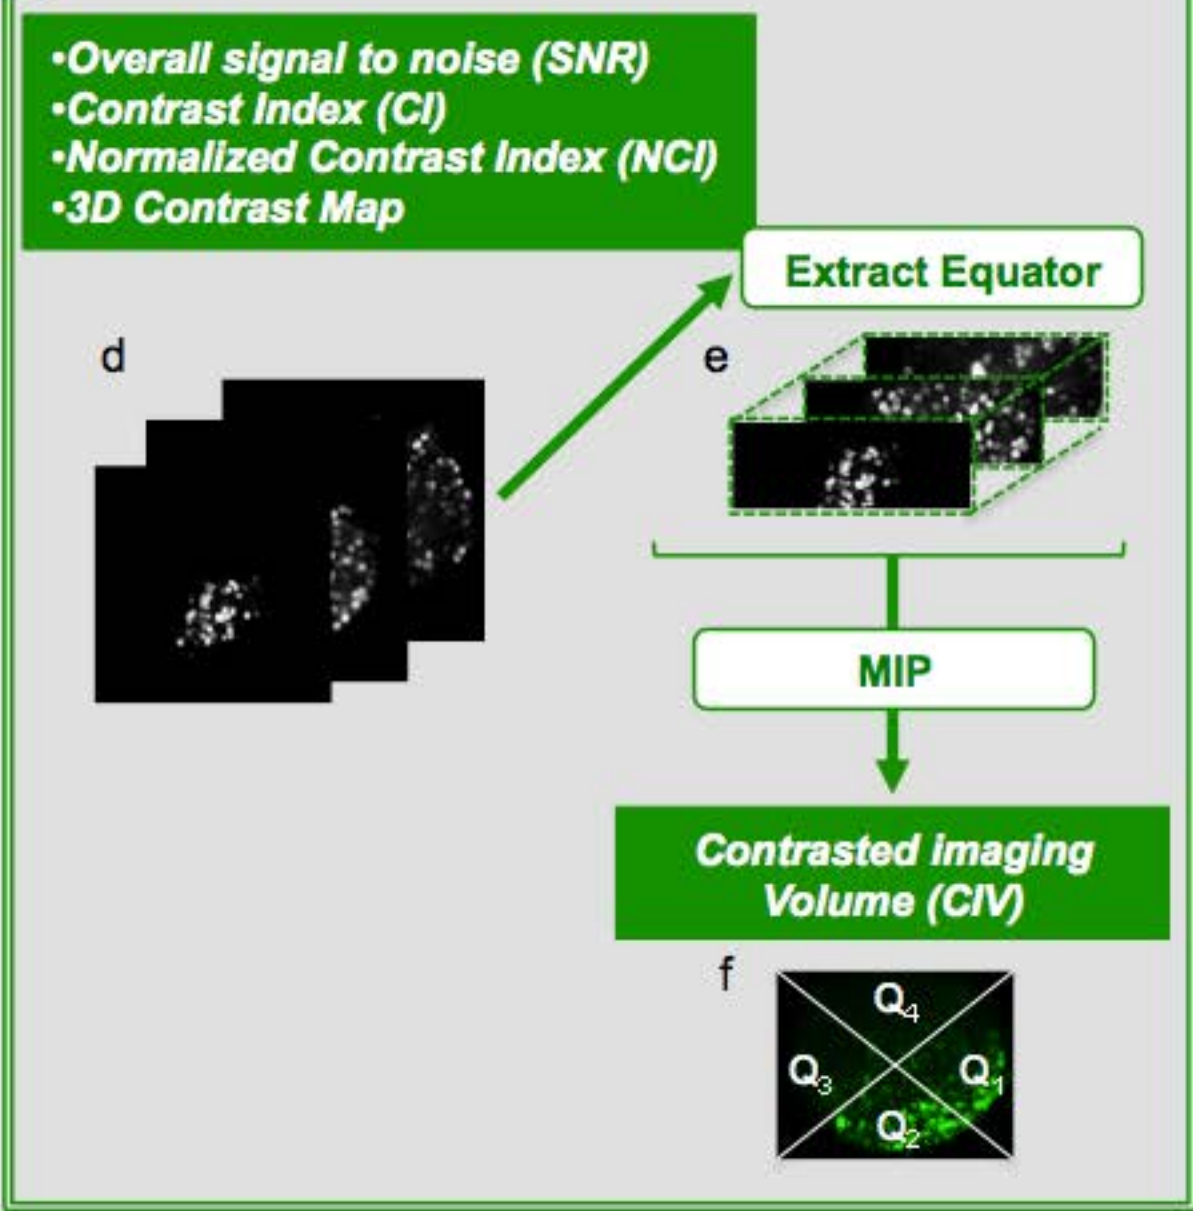 •Overall signal to noise (SNR)
•Contrast Index (CI)
•Normalized Contrast Index (NCI)
•3D Contrast Map
Extract Equator
d
e
MIP
Contrasted imaging
Volume (CIV)
f
Q4
Q3
Q1
Q2